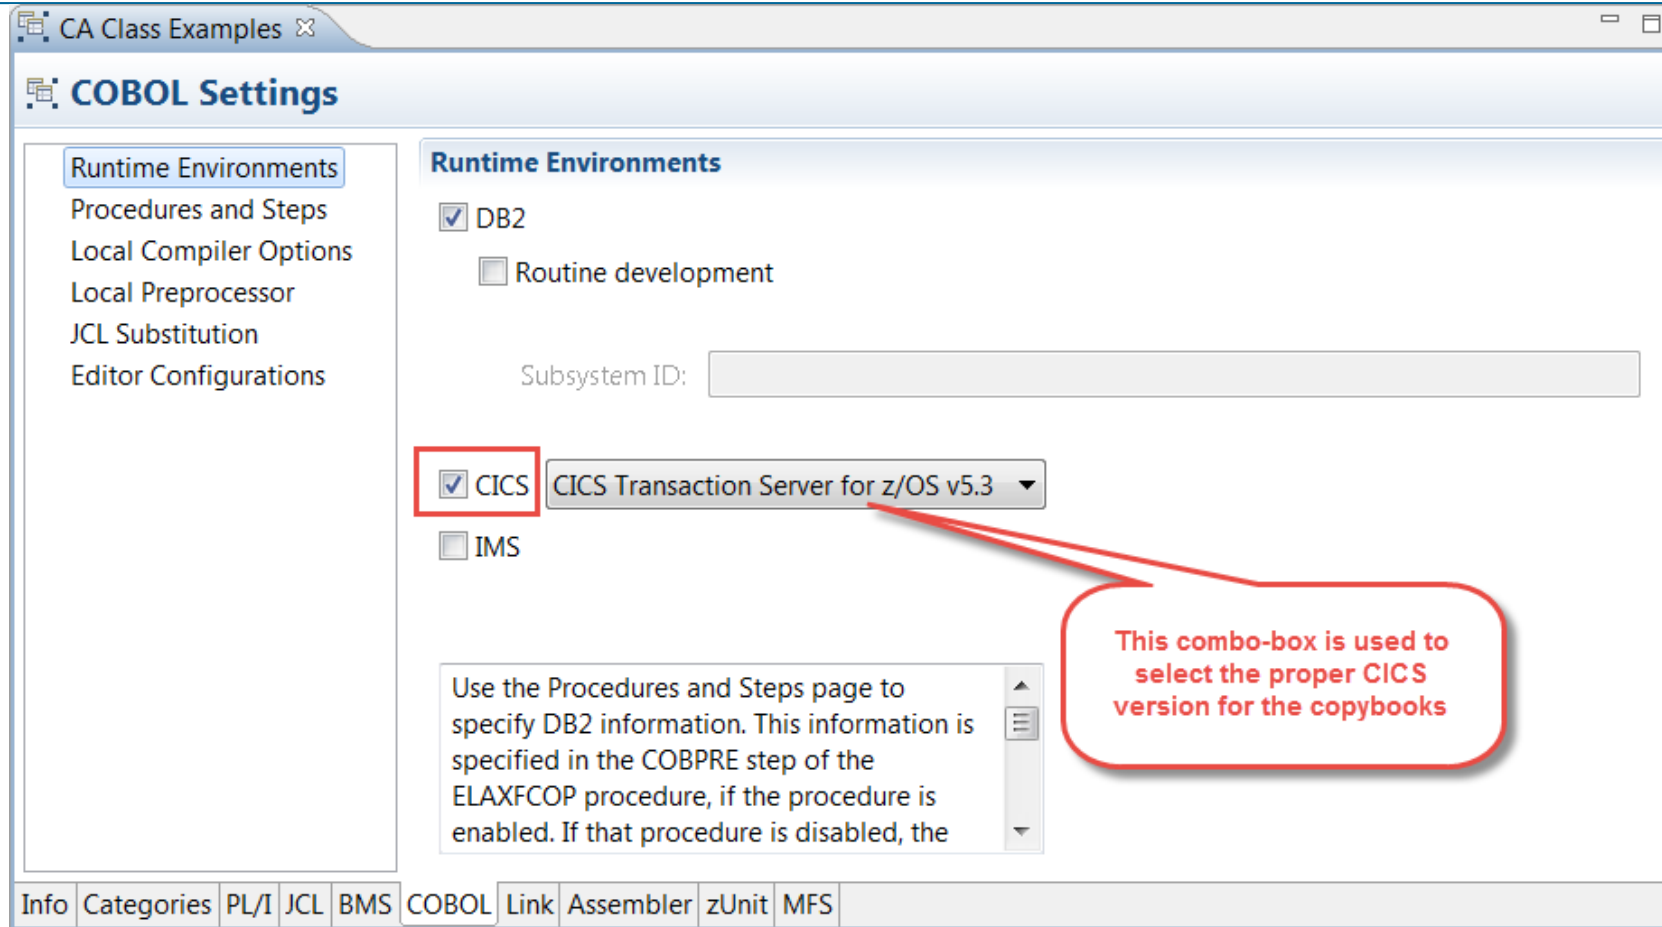 CA Class Examples
COBOL Settings
Runtime Environments
Procedures and Steps
Local Compiler Options
Local Preprocessor
JCL Substitution
Editor Configurations
Runtime Environments
DB2
Routine development
Subsystem ID:
CICS
CICS Transaction Server for z/OS v5.3
IMS
This combo-box is used to
select the proper CICS
version for the copybooks
Use the Procedures and Steps page to
specify DB2 information. This information is
specified in the COBPRE step of the
ELAXFCOP procedure, if the procedure is
enabled. If that procedure is disabled, the
Info Categories PL/I JCL BMS COBOL Link Assembler zUnit MFS